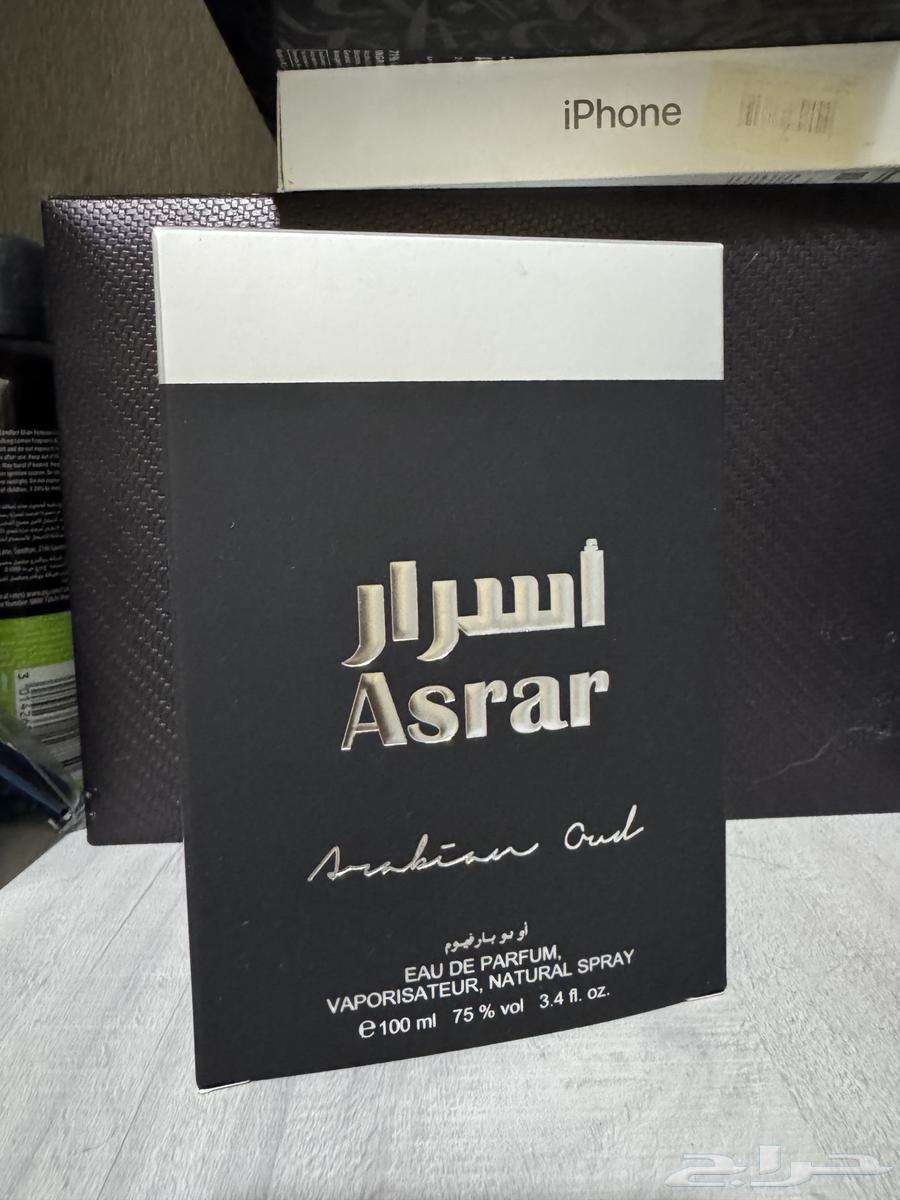 iPhone
أسرار
Asrar
Arabian Oud
أو دو بارفيوم
EAU DE PARFUM,
VAPORISATEUR, NATURAL SPRAY
e 100 ml 75 % vol 3.4 fl. oz.
حراج